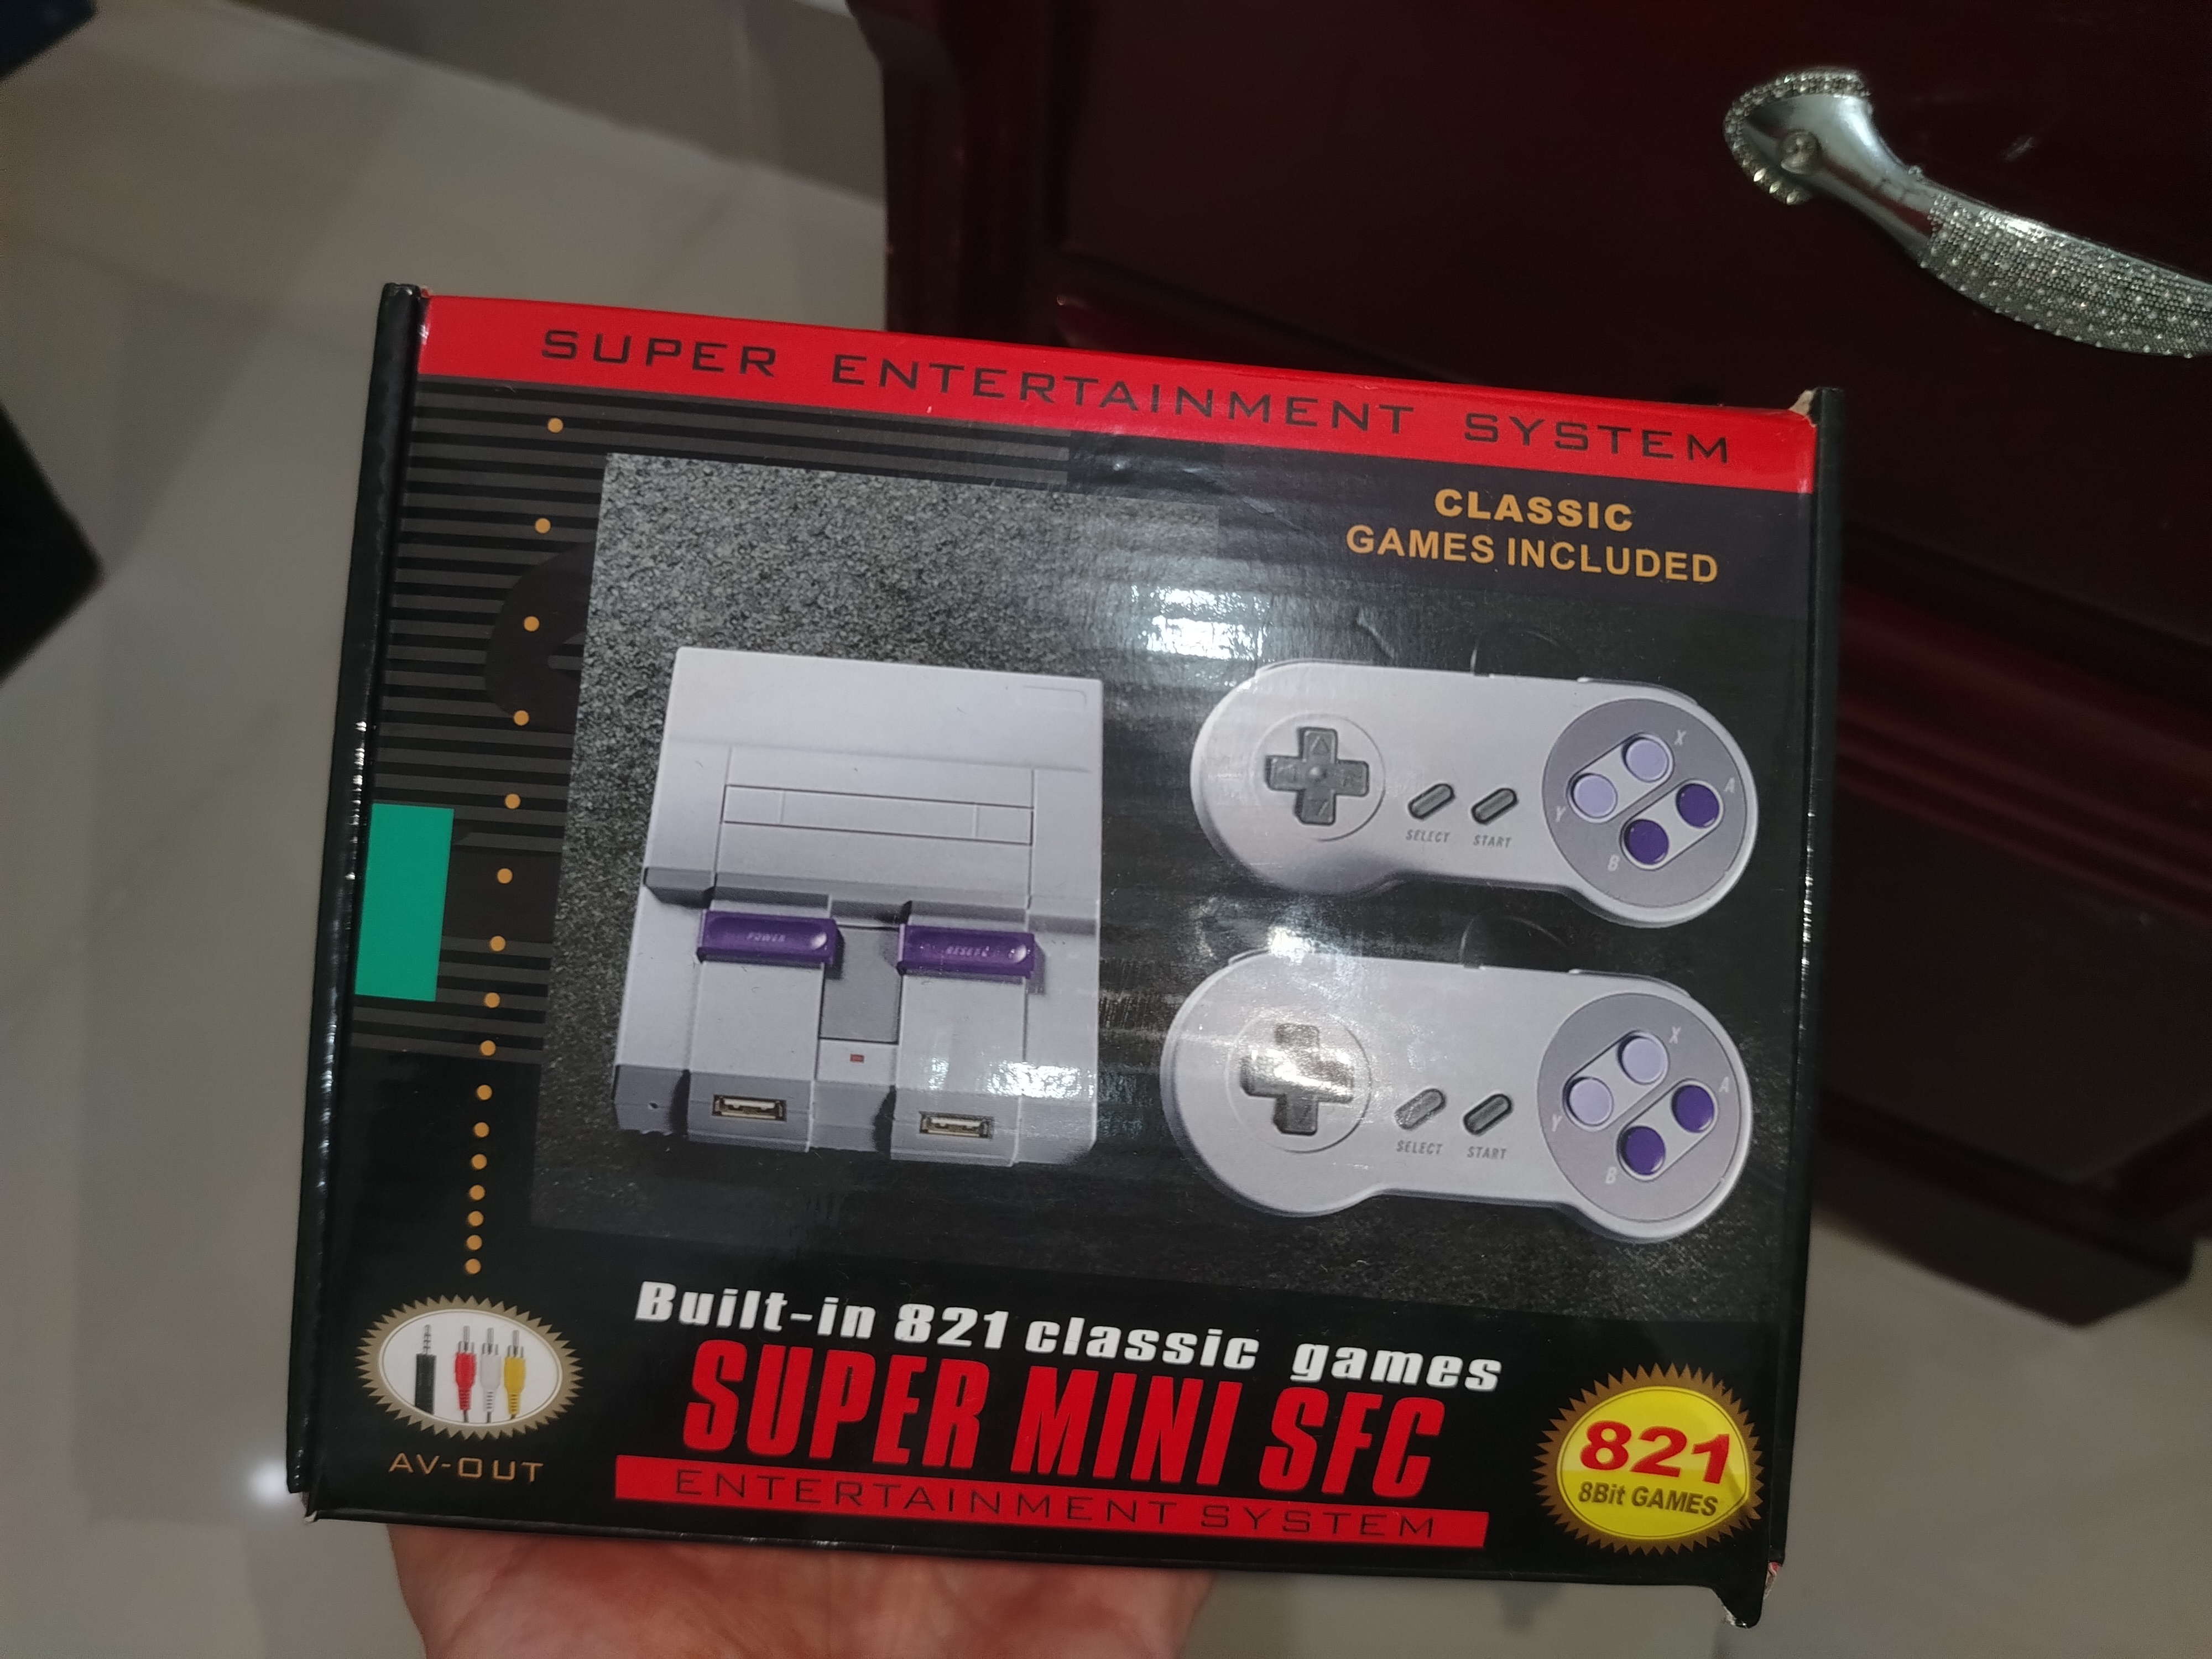 SUPER ENTERTAINMENT SYSTEM
CLASSIC
GAMES INCLUDED
POWER
RESET
X
Y
A
B
SELECT
START
X
Y
A
B
SELECT
START
Built-in 821 classic games
SUPER MINI SFC
ENTERTAINMENT SYSTEM
AV-OUT
821
8Bit GAMES